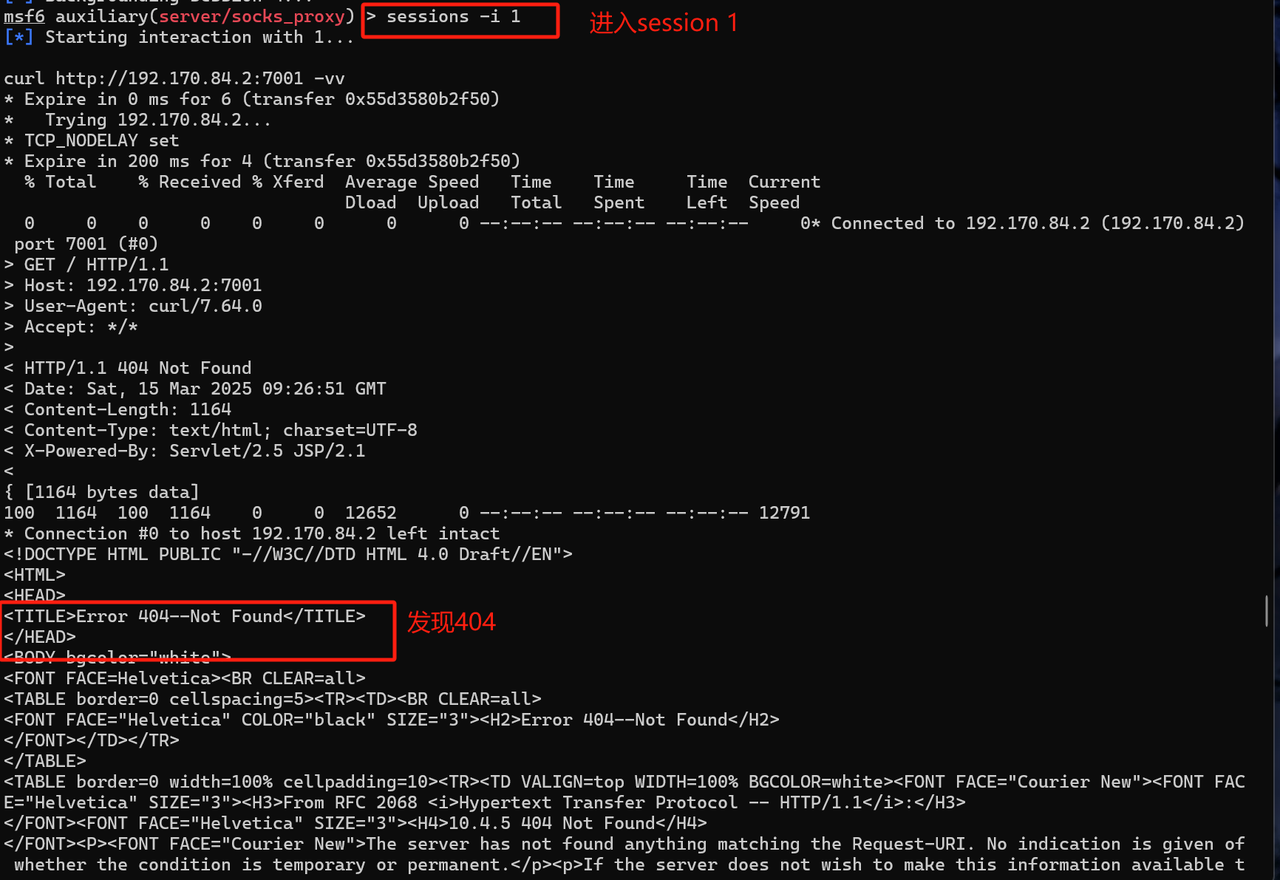 msf6 auxiliary(server/socks_proxy) > sessions -i 1
进入session 1
[*] Starting interaction with 1...
curl http://192.170.84.2:7001 -vv
* Expire in 0 ms for 6 (transfer 0x55d3580b2f50)
*   Trying 192.170.84.2...
* TCP_NODELAY set
* Expire in 200 ms for 4 (transfer 0x55d3580b2f50)
  % Total    % Received % Xferd  Average Speed   Time    Time     Time  Current
                                 Dload  Upload   Total   Spent    Left  Speed
  0     0    0     0    0     0      0      0 --:--:-- --:--:-- --:--:--     0* Connected to 192.170.84.2 (192.170.84.2)
 port 7001 (#0)
> GET / HTTP/1.1
> Host: 192.170.84.2:7001
> User-Agent: curl/7.64.0
> Accept: */*
>
< HTTP/1.1 404 Not Found
< Date: Sat, 15 Mar 2025 09:26:51 GMT
< Content-Length: 1164
< Content-Type: text/html; charset=UTF-8
< X-Powered-By: Servlet/2.5 JSP/2.1
<
{ [1164 bytes data]
100  1164  100  1164    0     0  12652      0 --:--:-- --:--:-- --:--:-- 12791
* Connection #0 to host 192.170.84.2 left intact
<!DOCTYPE HTML PUBLIC "-//W3C//DTD HTML 4.0 Draft//EN">
<HTML>
<HEAD>
<TITLE>Error 404--Not Found</TITLE>
发现404
</HEAD>
<BODY bgcolor="white">
<FONT FACE=Helvetica><BR CLEAR=all>
<TABLE border=0 cellspacing=5><TR><TD><BR CLEAR=all>
<FONT FACE="Helvetica" COLOR="black" SIZE="3"><H2>Error 404--Not Found</H2>
</FONT></TD></TR>
</TABLE>
<TABLE border=0 width=100% cellpadding=10><TR><TD VALIGN=top WIDTH=100% BGCOLOR=white><FONT FACE="Courier New"><FONT FAC
E="Helvetica" SIZE="3"><H3>From RFC 2068 <i>Hypertext Transfer Protocol -- HTTP/1.1</i>:</H3>
</FONT><FONT FACE="Helvetica" SIZE="3"><H4>10.4.5 404 Not Found</H4>
</FONT><P><FONT FACE="Courier New">The server has not found anything matching the Request-URI. No indication is given of
 whether the condition is temporary or permanent.</p><p>If the server does not wish to make this information available t